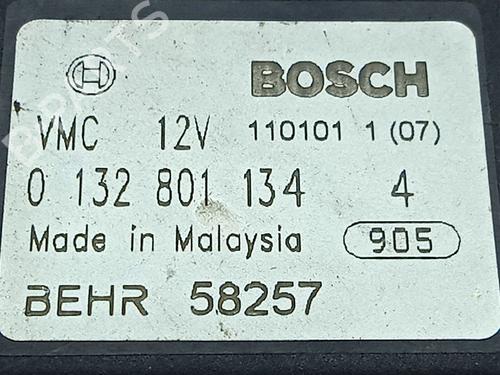 BOSCH
VMC 12V 110101 1 (07)
0 132 801 134 4
Made in Malaysia 905
BEHR 58257